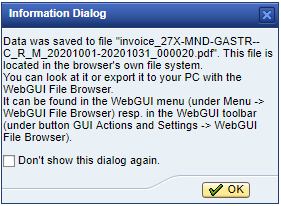 Information Dialog
Data was saved to file "invoice_27X-MND-GASTR--
C_R_M_20201001-20201031_000020.pdf". This file is
located in the browser's own file system.
You can look at it or export it to your PC with the
WebGUI File Browser.
It can be found in the WebGUI menu (under Menu ->
WebGUI File Browser) resp. in the WebGUI toolbar
(under button GUI Actions and Settings -> WebGUI
File Browser).
Don't show this dialog again.
OK